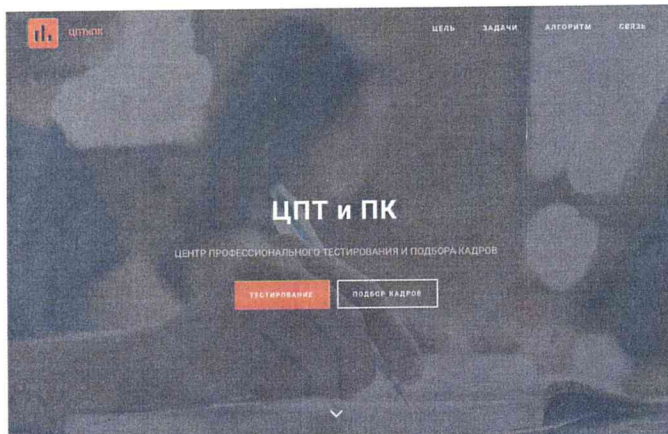 ЦПТиПК
ЦЕЛЬ ЗАДАЧИ АЛГОРИТМ СВЯЗЬ
ЦПТ и ПК
ЦЕНТР ПРОФЕССИОНАЛЬНОГО ТЕСТИРОВАНИЯ И ПОДБОРА КАДРОВ
ТЕСТИРОВАНИЕ ПОДБОР КАДРОВ